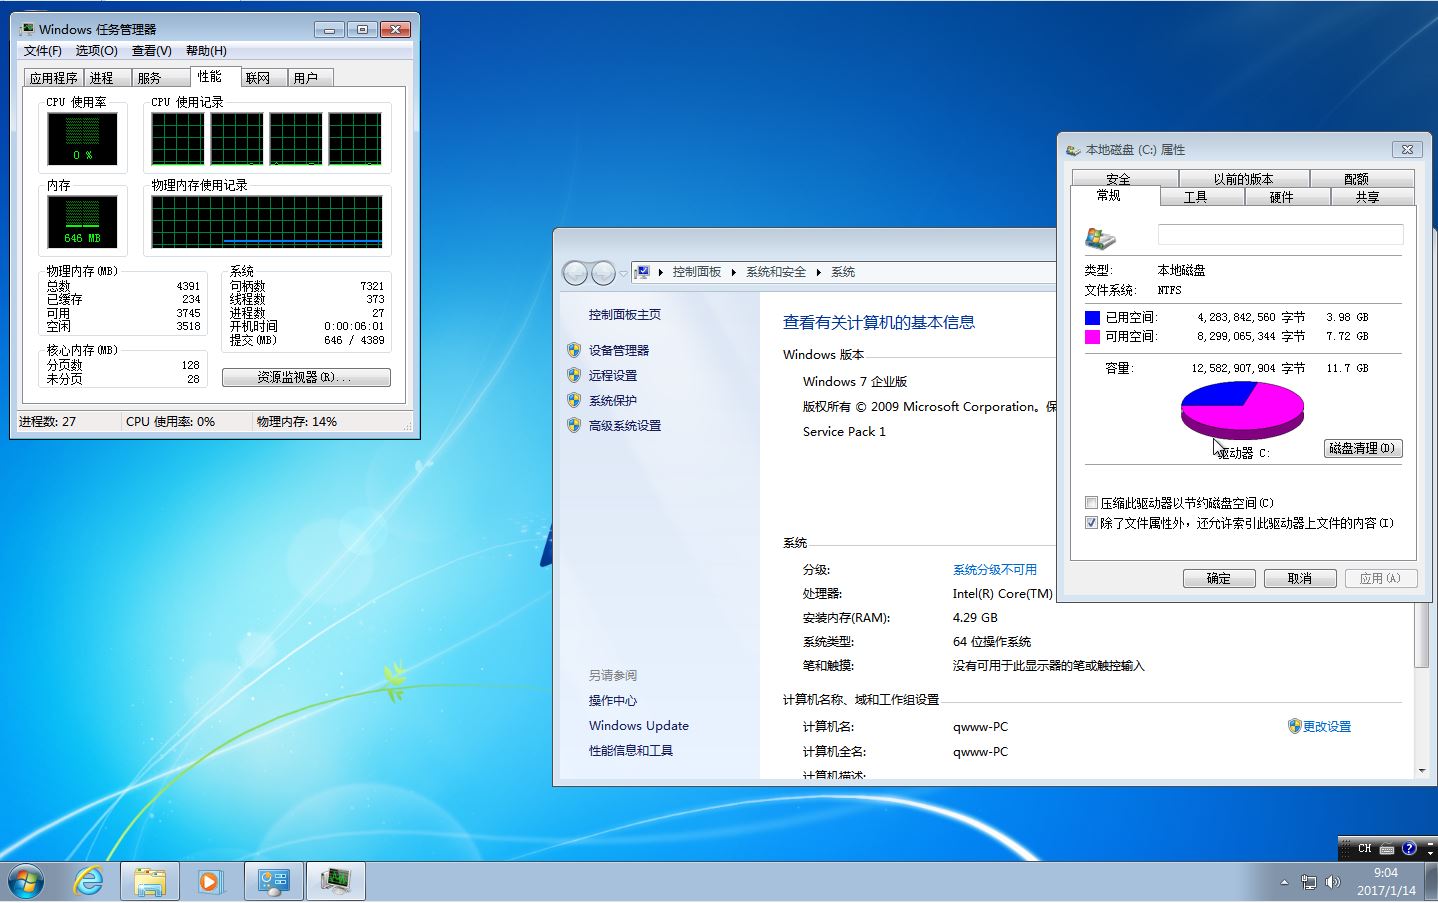 Windows 任务管理器
文件(F) 选项(O) 查看(V) 帮助(H)
应用程序 进程 服务 性能 联网 用户
CPU 使用率
0 %
CPU 使用记录
内存
646 MB
物理内存使用记录
物理内存(MB)
总数 4391
已缓存 234
可用 3745
空闲 3518
核心内存(MB)
分页数 128
未分页 28
系统
句柄数 7321
线程数 373
进程数 27
开机时间 0:00:06:01
提交(MB) 646 / 4389
资源监视器(R)...
进程数: 27 CPU 使用率: 0% 物理内存: 14%
控制面板 系统和安全 系统
控制面板主页
设备管理器
远程设置
系统保护
高级系统设置
另请参阅
操作中心
Windows Update
性能信息和工具
查看有关计算机的基本信息
Windows 版本
Windows 7 企业版
版权所有 © 2009 Microsoft Corporation。保
Service Pack 1
系统
分级: 系统分级不可用
处理器: Intel(R) Core(TM)
安装内存(RAM): 4.29 GB
系统类型: 64 位操作系统
笔和触摸: 没有可用于此显示器的笔或触控输入
计算机名称、域和工作组设置
计算机名: qwww-PC
更改设置
计算机全名: qwww-PC
计算机描述:
本地磁盘 (C:) 属性
安全 以前的版本 配额
常规 工具 硬件 共享
类型: 本地磁盘
文件系统: NTFS
已用空间: 4,283,842,560 字节 3.98 GB
可用空间: 8,299,065,344 字节 7.72 GB
容量: 12,582,907,904 字节 11.7 GB
驱动器 C:
磁盘清理(D)
压缩此驱动器以节约磁盘空间(C)
除了文件属性外，还允许索引此驱动器上文件的内容(I)
确定 取消 应用(A)
CH
9:04
2017/1/14